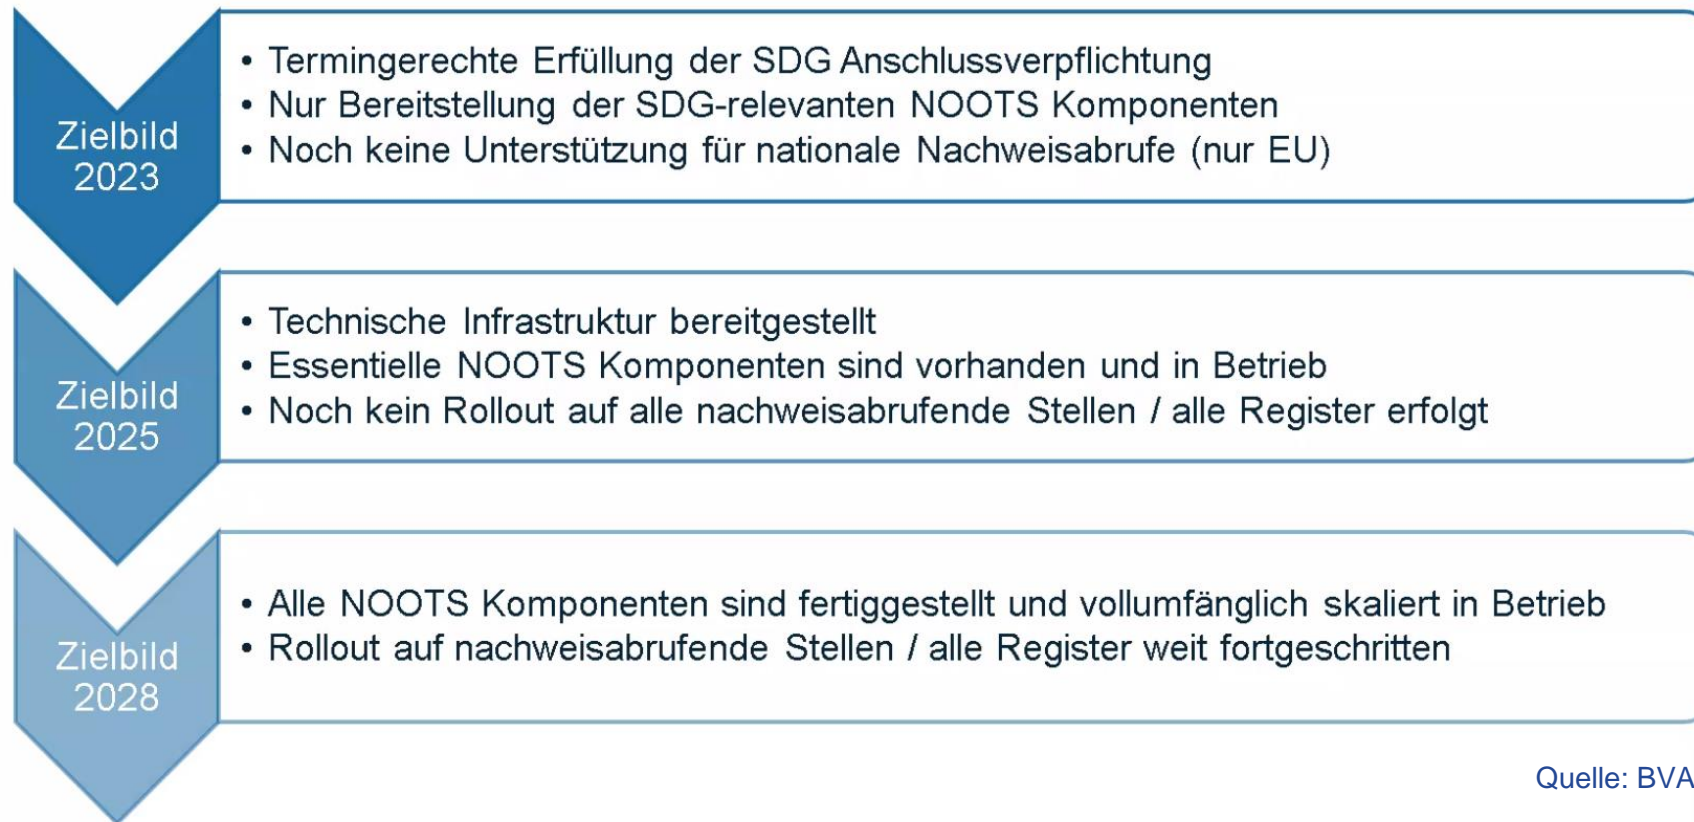 Zielbild
2023
• Termingerechte Erfüllung der SDG Anschlussverpflichtung
• Nur Bereitstellung der SDG-relevanten NOOTS Komponenten
• Noch keine Unterstützung für nationale Nachweisabrufe (nur EU)
Zielbild
2025
• Technische Infrastruktur bereitgestellt
• Essentielle NOOTS Komponenten sind vorhanden und in Betrieb
• Noch kein Rollout auf alle nachweisabrufende Stellen / alle Register erfolgt
Zielbild
2028
• Alle NOOTS Komponenten sind fertiggestellt und vollumfänglich skaliert in Betrieb
• Rollout auf nachweisabrufende Stellen / alle Register weit fortgeschritten
Quelle: BVA